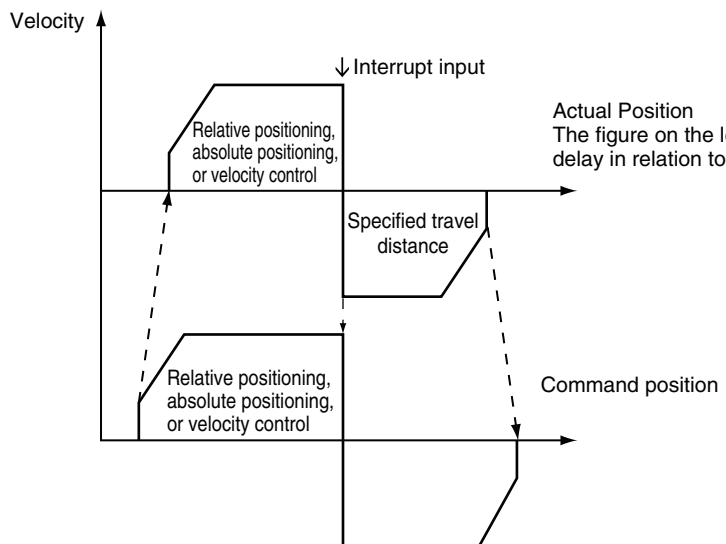 Velocity
Interrupt input
Relative positioning,
absolute positioning,
or velocity control
Actual Position
The figure on the
delay in relation to
Specified travel
distance
Relative positioning,
absolute positioning,
or velocity control
Command position